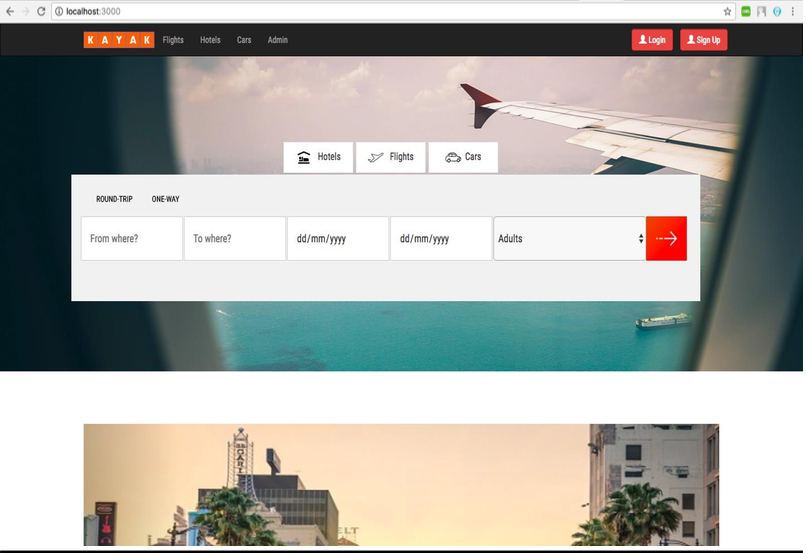 localhost:3000
K A Y A K Flights Hotels Cars Admin Login Sign Up
Hotels Flights Cars
ROUND-TRIP ONE-WAY
From where? To where? dd/mm/yyyy dd/mm/yyyy Adults
ELT